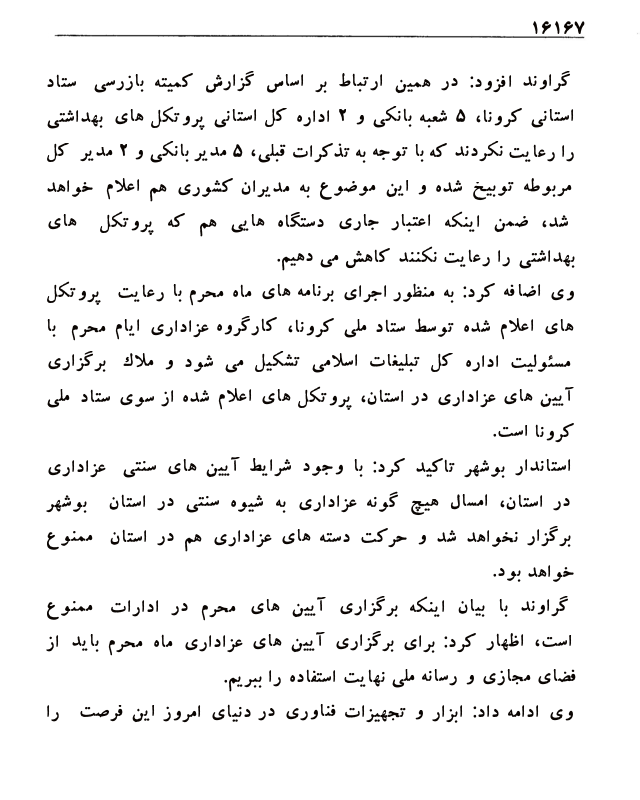 ۱۶۱۶۷
گراوند افزود: در همین ارتباط بر اساس گزارش کمیته بازرسی ستاد
استانی کرونا، ۵ شعبه بانکی و ۲ اداره کل استانی پروتکل های بهداشتی
را رعایت نکردند که با توجه به تذکرات قبلی، ۵ مدیر بانکی و ۲ مدیر کل
مربوطه توبیخ شده و این موضوع به مدیران کشوری هم اعلام خواهد
شد، ضمن اینکه اعتبار جاری دستگاه هایی هم که پروتکل های
بهداشتی را رعایت نکنند کاهش می دهیم.
وی اضافه کرد: به منظور اجرای برنامه های ماه محرم با رعایت پروتکل
های اعلام شده توسط ستاد ملی کرونا، کارگروه عزاداری ایام محرم با
مسئولیت اداره کل تبلیغات اسلامی تشکیل می شود و ملاك برگزاری
آیین های عزاداری در استان، پروتکل های اعلام شده از سوی ستاد ملی
کرونا است.
استاندار بوشهر تاکید کرد: با وجود شرایط آیین های سنتی عزاداری
در استان، امسال هیچ گونه عزاداری به شیوه سنتی در استان بوشهر
برگزار نخواهد شد و حرکت دسته های عزاداری هم در استان ممنوع
خواهد بود.
گراوند با بیان اینکه برگزاری آیین های محرم در ادارات ممنوع
است، اظهار کرد: برای برگزاری آیین های عزاداری ماه محرم باید از
فضای مجازی و رسانه ملی نهایت استفاده را ببریم.
وی ادامه داد: ابزار و تجهیزات فناوری در دنیای امروز این فرصت را